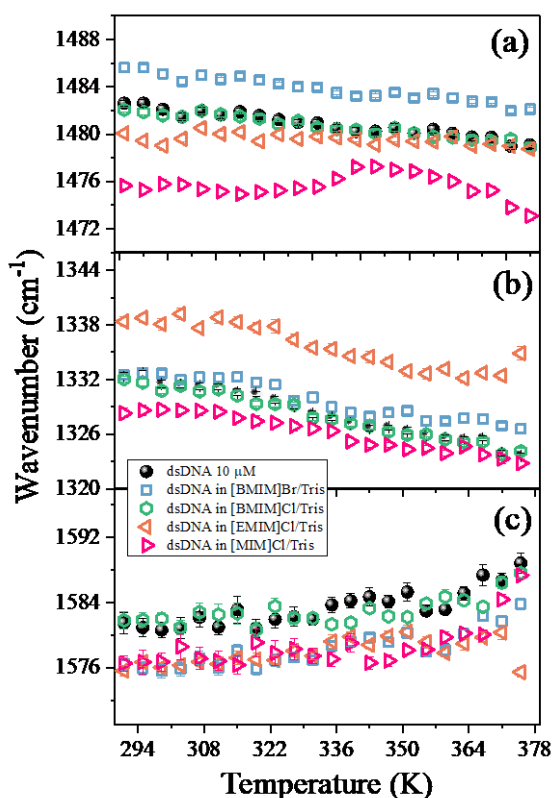 (a)
1488
1484
1480
1476
1472
(b)
1344
1338
1332
1326
1320
dsDNA 10 µM
dsDNA in [BMIM]Br/Tris
dsDNA in [BMIM]Cl/Tris
dsDNA in [EMIM]Cl/Tris
dsDNA in [MIM]Cl/Tris
(c)
1592
1584
1576
Wavenumber (cm⁻¹)
294 308 322 336 350 364 378
Temperature (K)